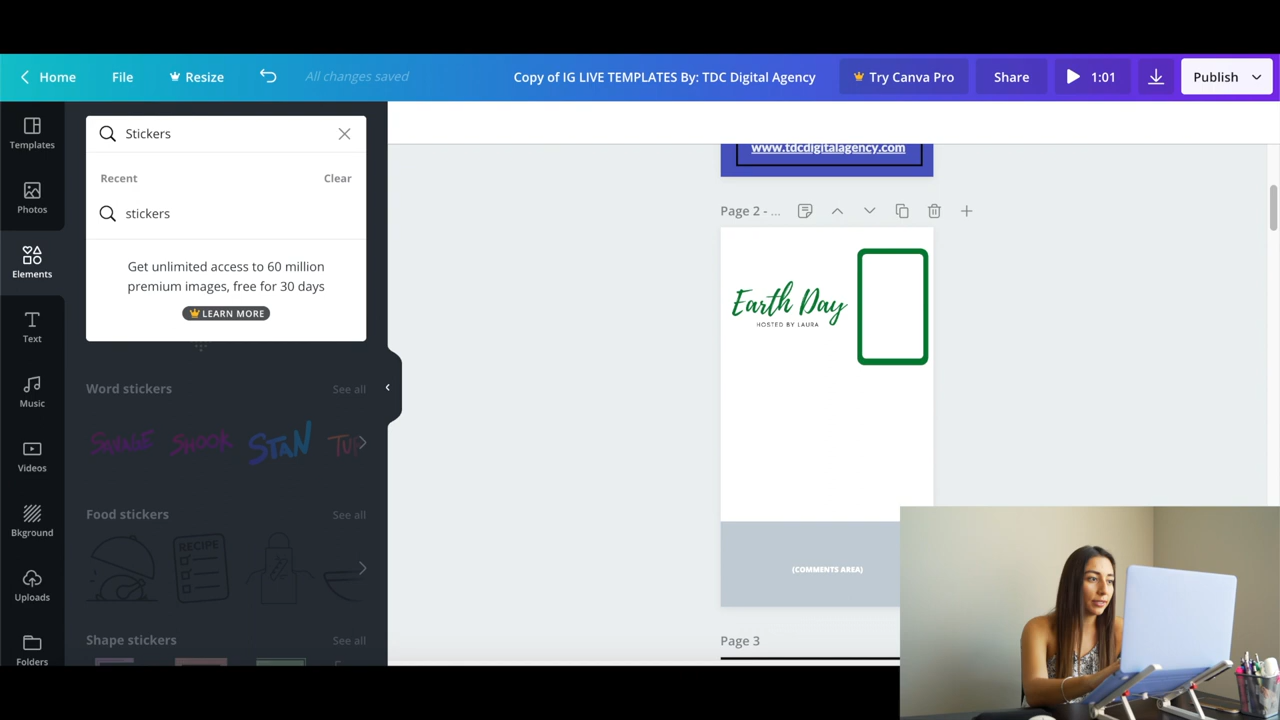 Home
File
Resize
All changes saved
Copy of IG LIVE TEMPLATES By: TDC Digital Agency
Try Canva Pro
Share
1:01
Publish
Templates
Photos
Elements
Text
Music
Videos
Bkground
Uploads
Folders
Stickers
Recent
Clear
stickers
Get unlimited access to 60 million
premium images, free for 30 days
LEARN MORE
Word stickers
See all
SAVAGE SHOOK STAN
Food stickers
See all
RECIPE
Shape stickers
See all
www.tdcdigitalagency.com
Page 2 - ...
Earth Day
HOSTED BY LAURA
(COMMENTS AREA)
Page 3